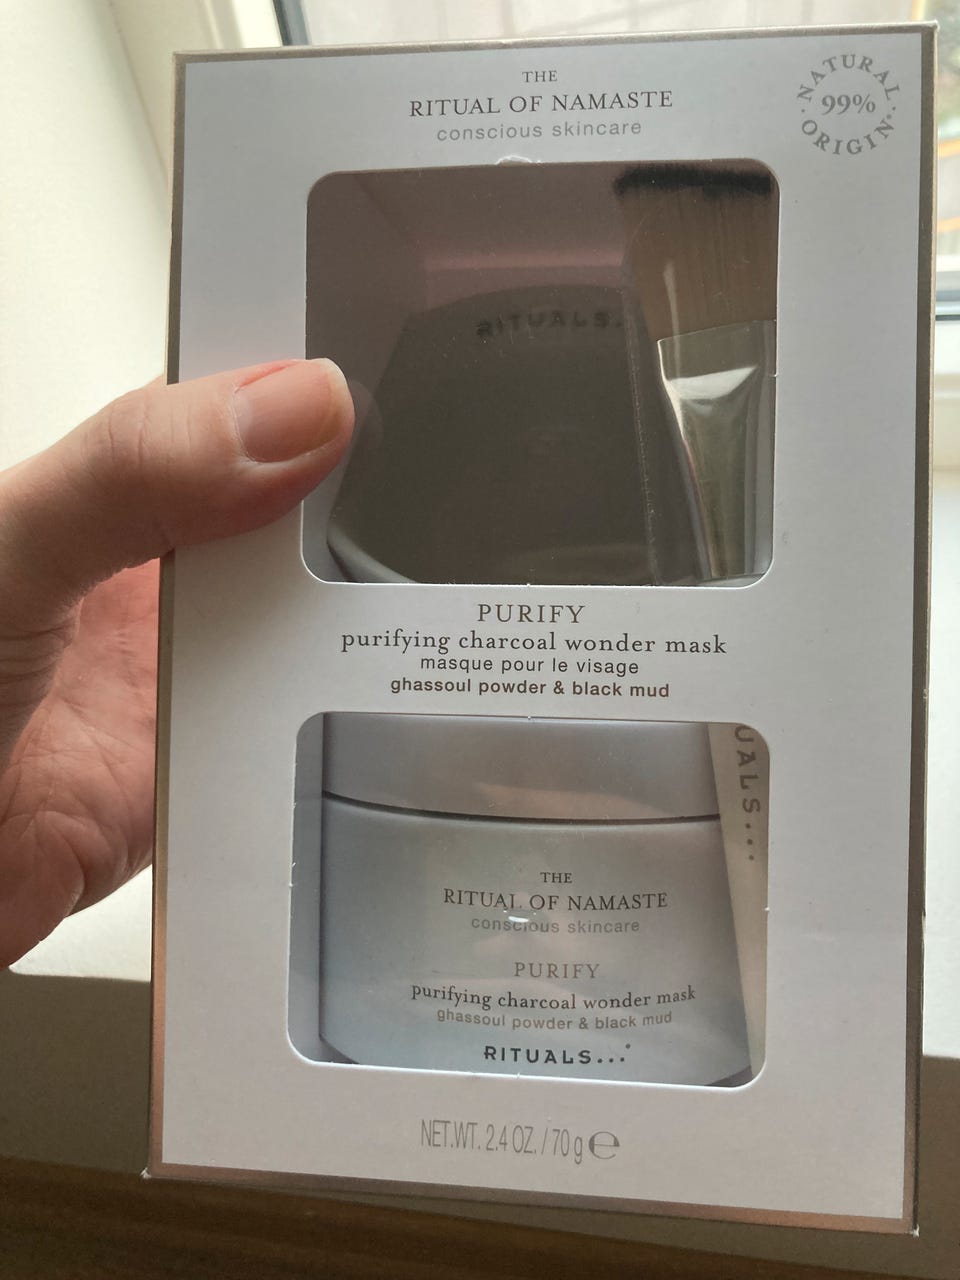 THE
RITUAL OF NAMASTE
conscious skincare
· NATURAL ·
99%
ORIGIN
RITUALS.
PURIFY
purifying charcoal wonder mask
masque pour le visage
ghassoul powder & black mud
UALS...
THE
RITUAL OF NAMASTE
conscious skincare
PURIFY
purifying charcoal wonder mask
ghassoul powder & black mud
RITUALS...
NET.WT. 2.4 OZ. / 70 g ℮